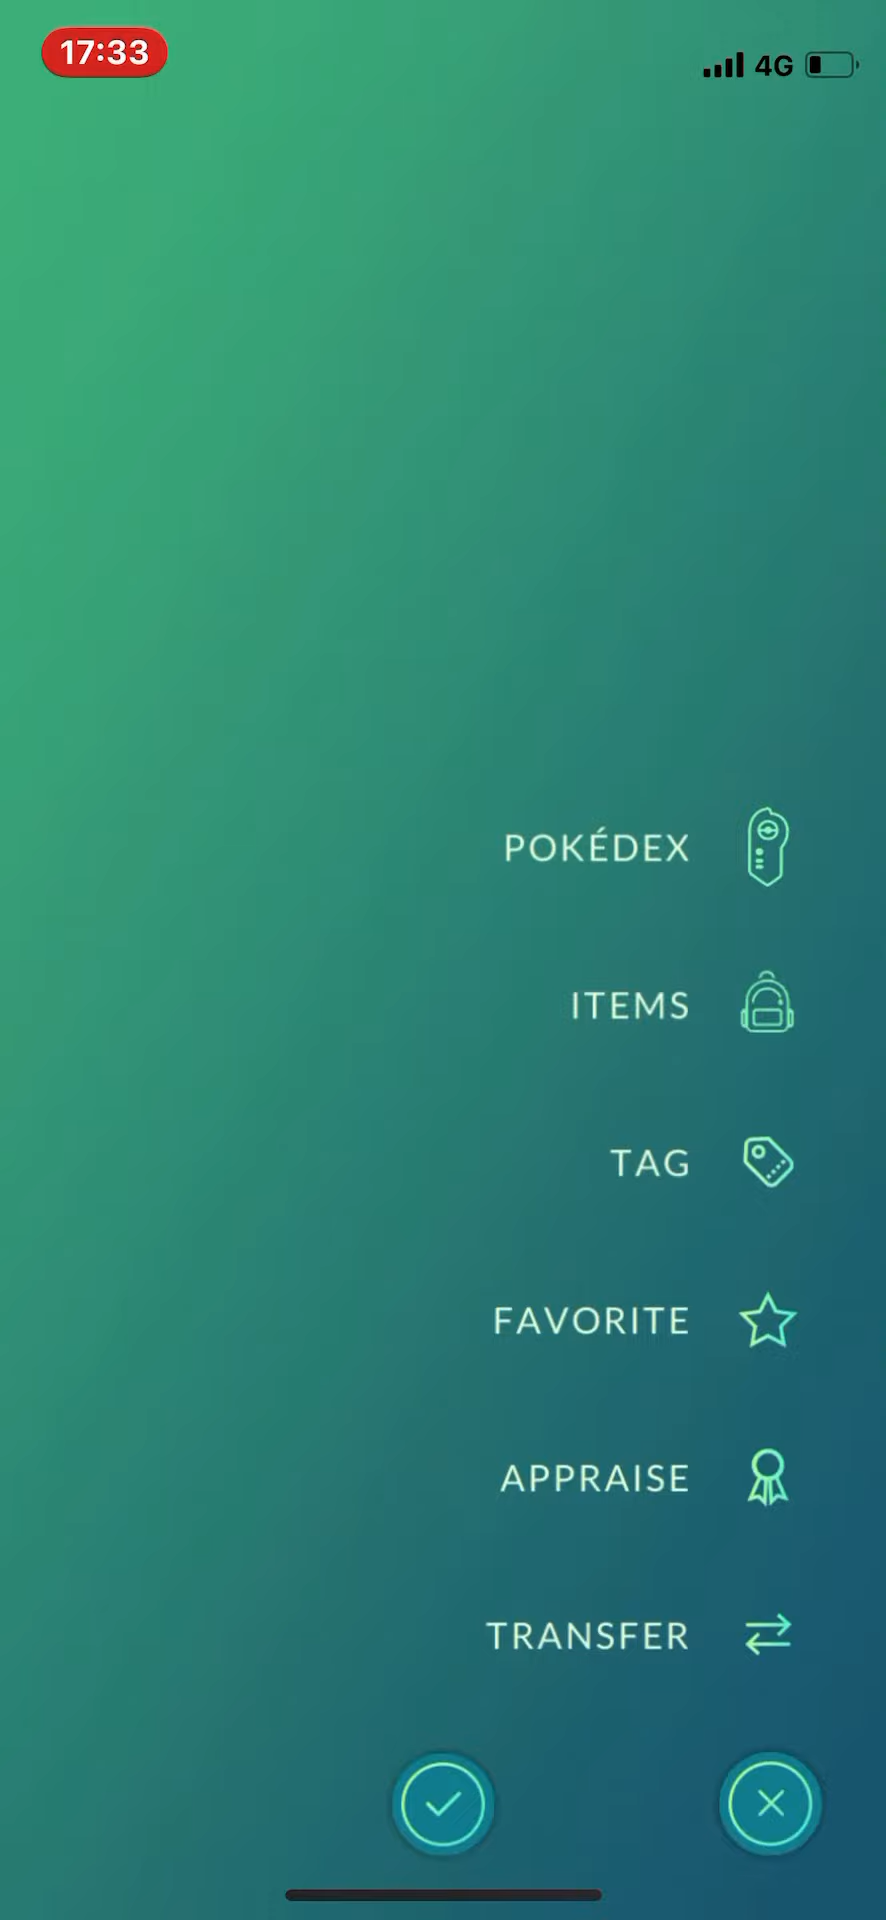 17:33
4G
POKÉDEX
ITEMS
TAG
FAVORITE
APPRAISE
TRANSFER